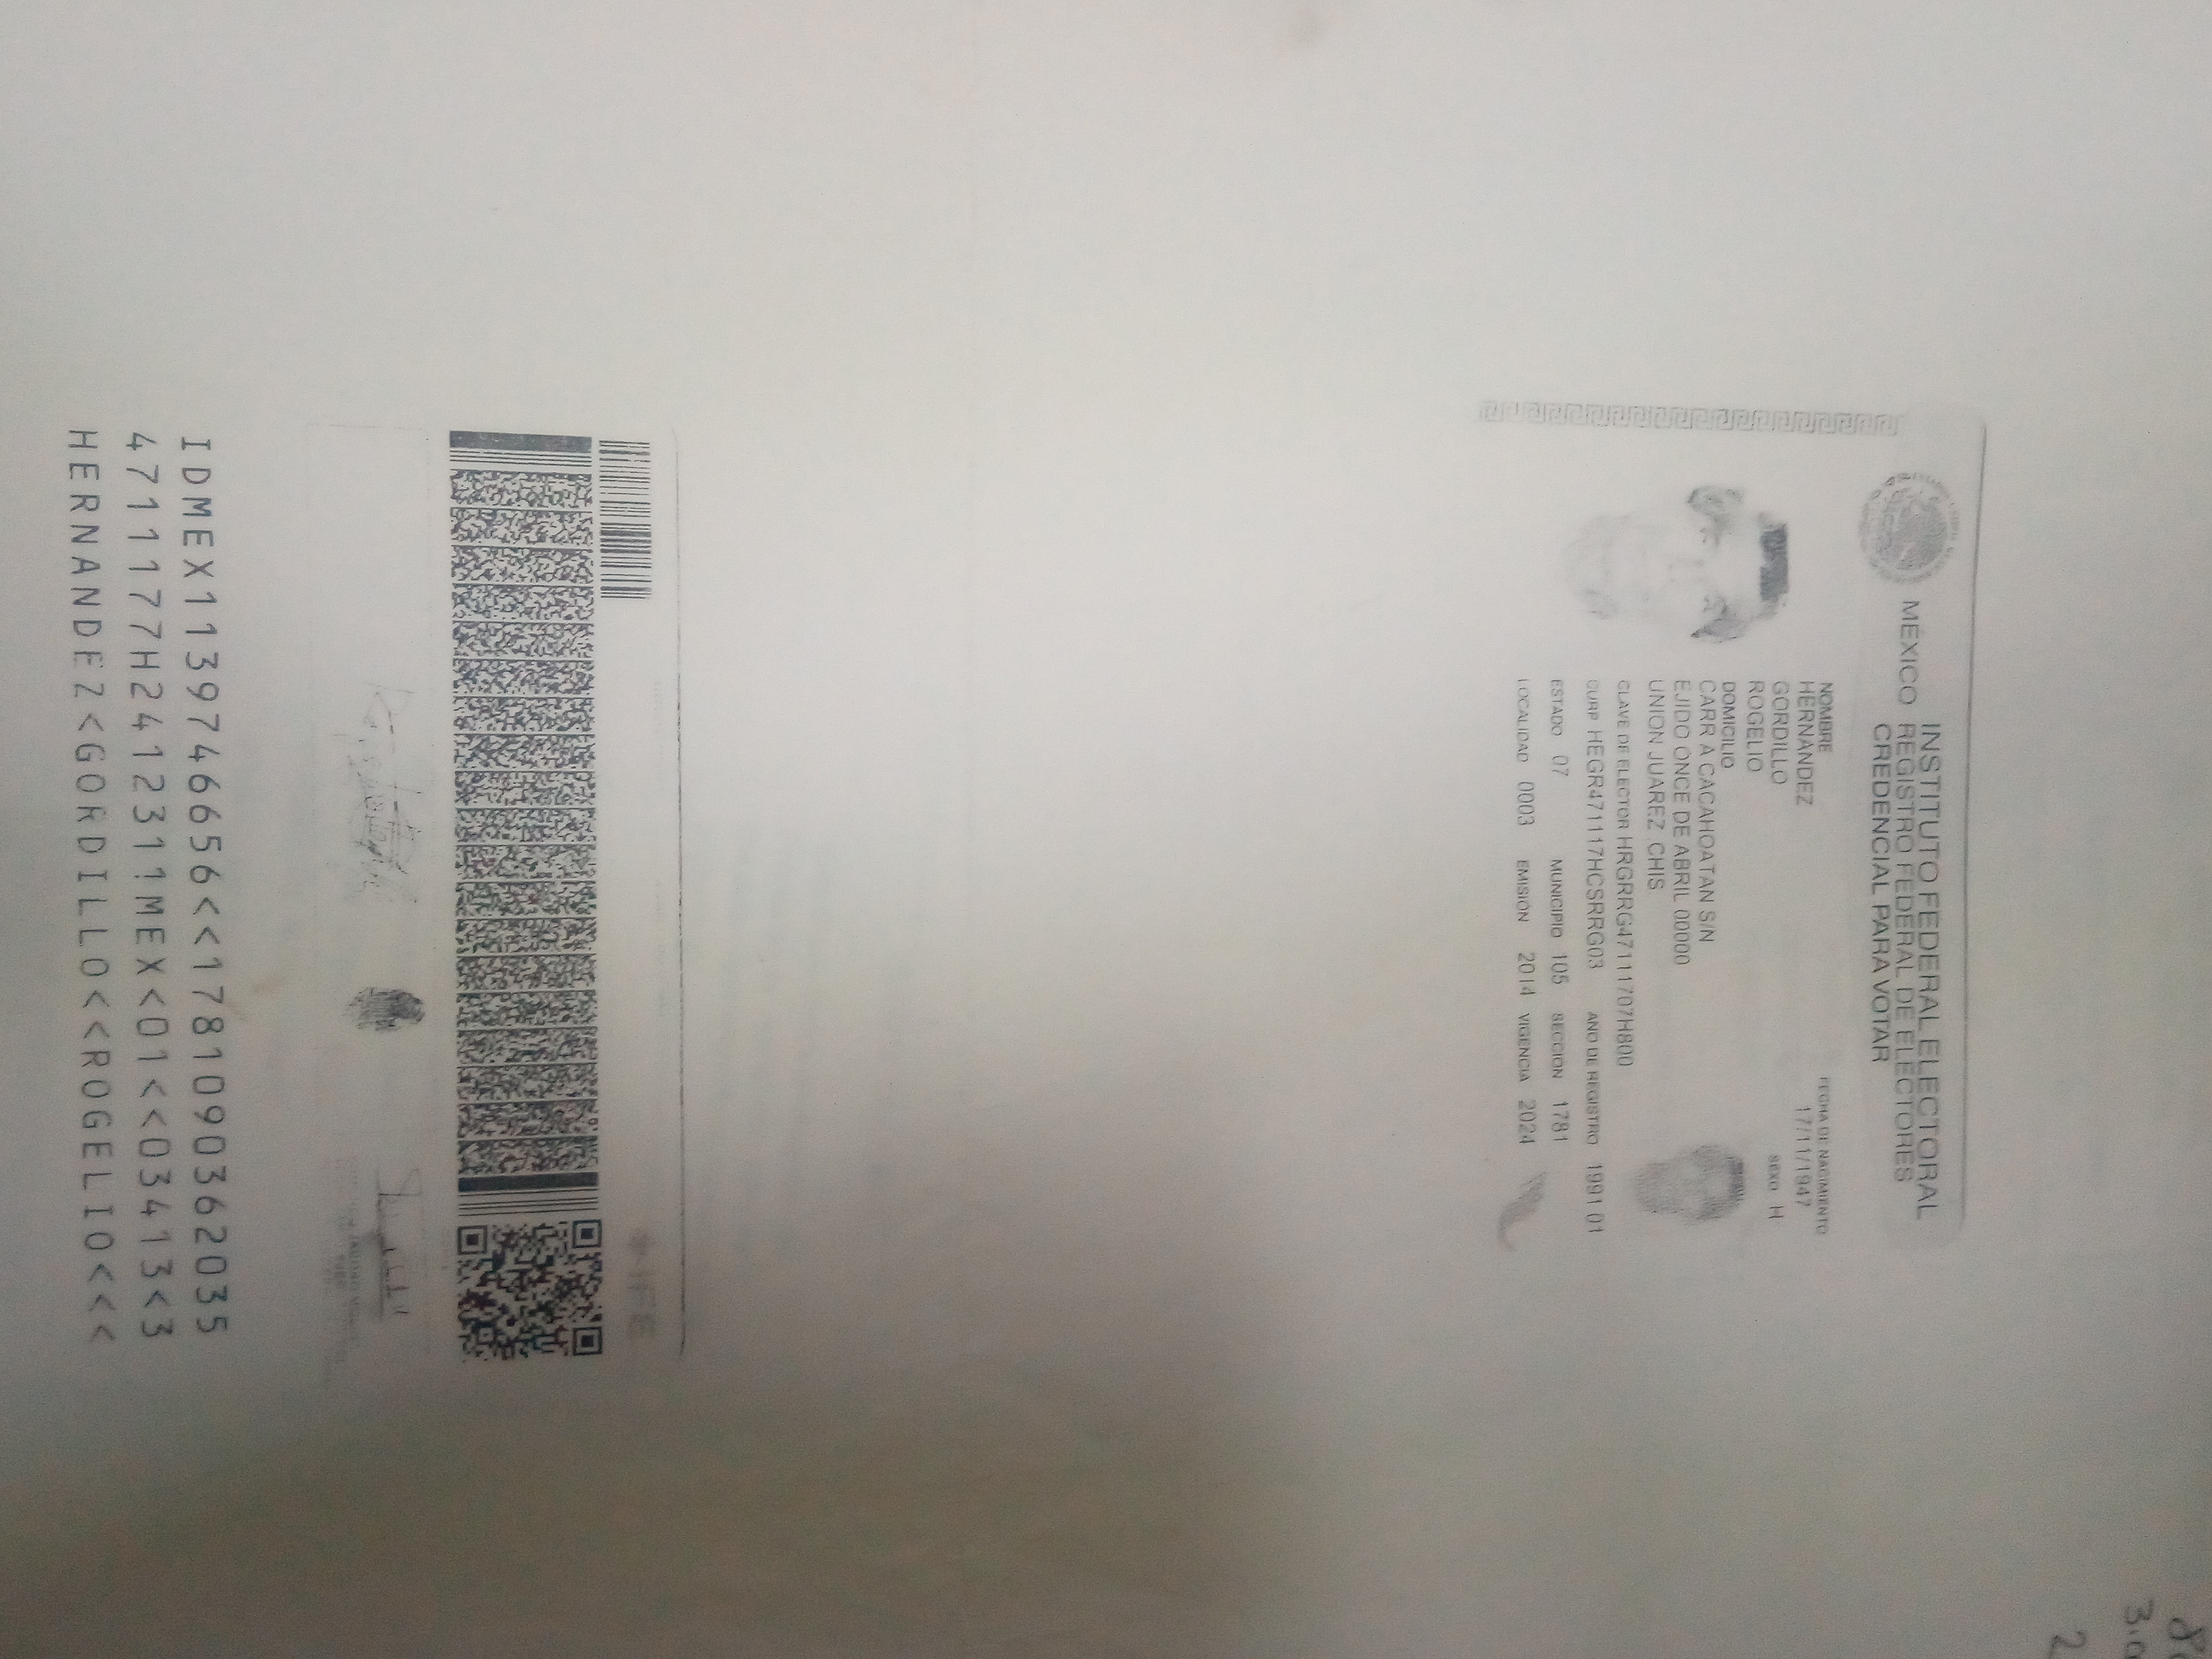 8
3.0
2
MÉXICO
INSTITUTO FEDERAL ELECTORAL
REGISTRO FEDERAL DE ELECTORES
CREDENCIAL PARA VOTAR
NOMBRE
HERNANDEZ
GORDILLO
ROGELIO
FECHA DE NACIMIENTO
17/11/1947
SEXO H
DOMICILIO
CARR A CACAHOATAN S/N
EJIDO ONCE DE ABRIL 00000
UNION JUAREZ, CHIS.
CLAVE DE ELECTOR HRGRRG47111707H800
CURP HEGR471117HCSRRG03 AÑO DE REGISTRO 1991 01
ESTADO 07 MUNICIPIO 105 SECCIÓN 1781
LOCALIDAD 0003 EMISIÓN 2014 VIGENCIA 2024
IFE
IDMEX1139746656<<1781090362035
4711177H2412311MEX<01<<03413<3
HERNANDEZ<GORDILLO<<ROGELIO<<<